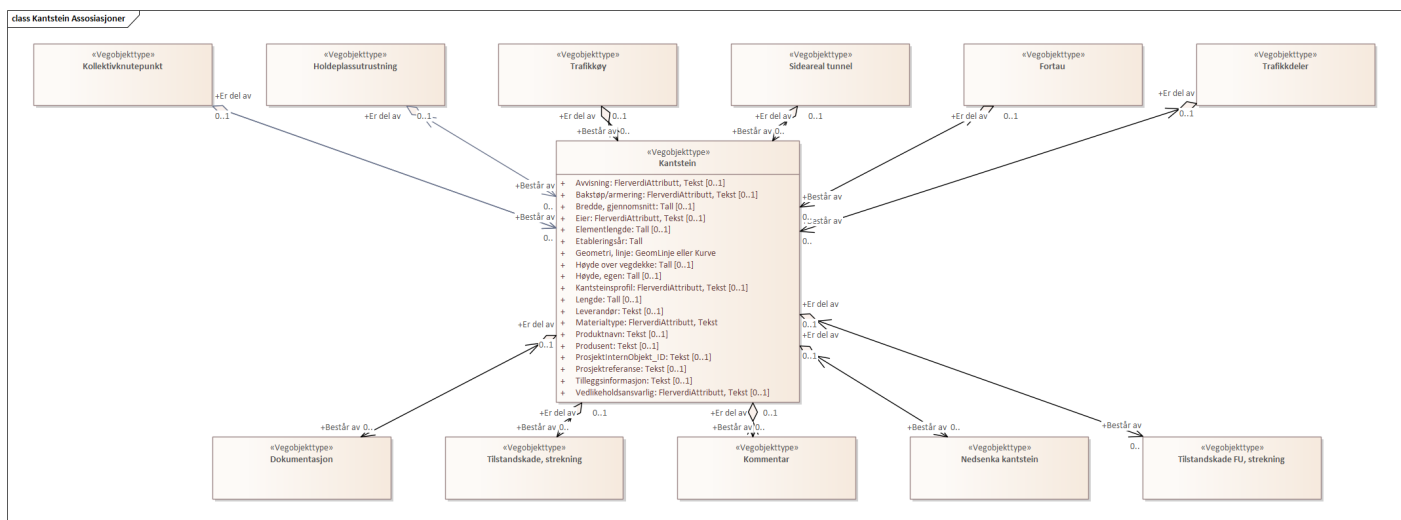 class Kantstein Assosiasjoner
«Vegobjekttype»
Kollektivknutepunkt
«Vegobjekttype»
Holdeplassutrustning
«Vegobjekttype»
Trafikkøy
«Vegobjekttype»
Sideareal tunnel
«Vegobjekttype»
Fortau
«Vegobjekttype»
Trafikkdeler
+Er del av
0..1
+Er del av
0..1
+Er del av
0..1
+Er del av
0..1
+Er del av
0..1
+Er del av
0..1
+Består av
0..
+Består av
0..
+Består av 0..
+Består av 0..
+Består av
0..
+Består av
0..
«Vegobjekttype»
Kantstein
+ Avvisning: FlerverdiAttributt, Tekst [0..1]
+ Bakstøp/armering: FlerverdiAttributt, Tekst [0..1]
+ Bredde, gjennomsnitt: Tall [0..1]
+ Eier: FlerverdiAttributt, Tekst [0..1]
+ Elementlengde: Tall [0..1]
+ Etableringsår: Tall
+ Geometri, linje: GeomLinje eller Kurve
+ Høyde over vegdekke: Tall [0..1]
+ Høyde, egen: Tall [0..1]
+ Kantsteinsprofil: FlerverdiAttributt, Tekst [0..1]
+ Lengde: Tall [0..1]
+ Leverandør: Tekst [0..1]
+ Materialtype: FlerverdiAttributt, Tekst
+ Produktnavn: Tekst [0..1]
+ Produsent: Tekst [0..1]
+ ProsjektInternObjekt_ID: Tekst [0..1]
+ Prosjektreferanse: Tekst [0..1]
+ Tilleggsinformasjon: Tekst [0..1]
+ Vedlikeholdsansvarlig: FlerverdiAttributt, Tekst [0..1]
+Er del av
0..1
+Er del av
0..1
+Er del av
0..1
+Er del av
0..1
+Er del av
0..1
+Består av 0..
+Består av 0..
+Består av 0..
+Består av 0..
+Består av
0..
«Vegobjekttype»
Dokumentasjon
«Vegobjekttype»
Tilstandskade, strekning
«Vegobjekttype»
Kommentar
«Vegobjekttype»
Nedsenka kantstein
«Vegobjekttype»
Tilstandskade FU, strekning